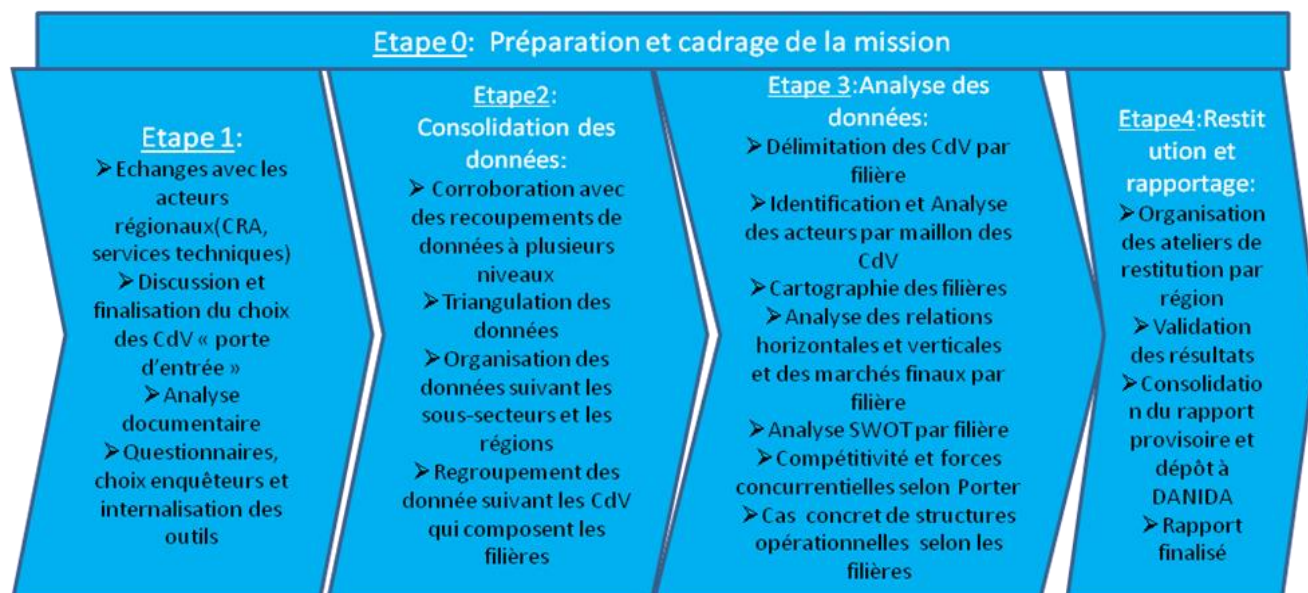 Etape 0: Préparation et cadrage de la mission
Etape 1:
➢Echanges avec les
acteurs
régionaux(CRA,
services techniques)
➢Discussion et
finalisation du choix
des CdV « porte
d’entrée »
➢Analyse
documentaire
➢Questionnaires,
choix enquêteurs et
internalisation des
outils
Etape2:
Consolidation des
données:
➢Corroboration avec
des recoupements de
données à plusieurs
niveaux
➢Triangulation des
données
➢Organisation des
données suivant les
sous-secteurs et les
régions
➢Regroupement des
donnée suivant les CdV
qui composent les
filières
Etape 3:Analyse des
données:
➢Délimitation des CdV par
filière
➢Identification et Analyse
des acteurs par maillon des
CdV
➢Cartographie des filières
➢Analyse des relations
horizontales et verticales
et des marchés finaux par
filière
➢Analyse SWOT par filière
➢Compétitivité et forces
concurrentielles selon Porter
➢Cas concret de structures
opérationnelles selon les
filières
Etape4:Restit
ution et
rapportage:
➢Organisation
des ateliers de
restitution par
région
➢Validation
des résultats
➢Consolidatio
n du rapport
provisoire et
dépôt à
DANIDA
➢Rapport
finalisé